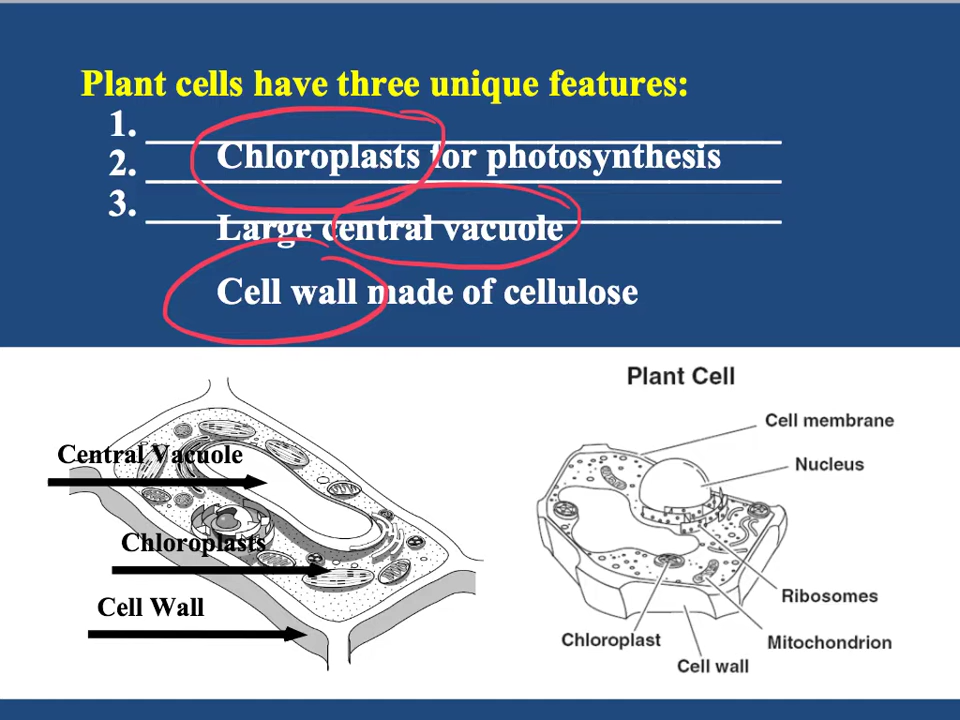 Plant cells have three unique features:
1.
Chloroplasts for photosynthesis
2.
3.
Large central vacuole
Cell wall made of cellulose
Plant Cell
Cell membrane
Nucleus
Central Vacuole
Chloroplasts
Cell Wall
Ribosomes
Chloroplast
Mitochondrion
Cell wall